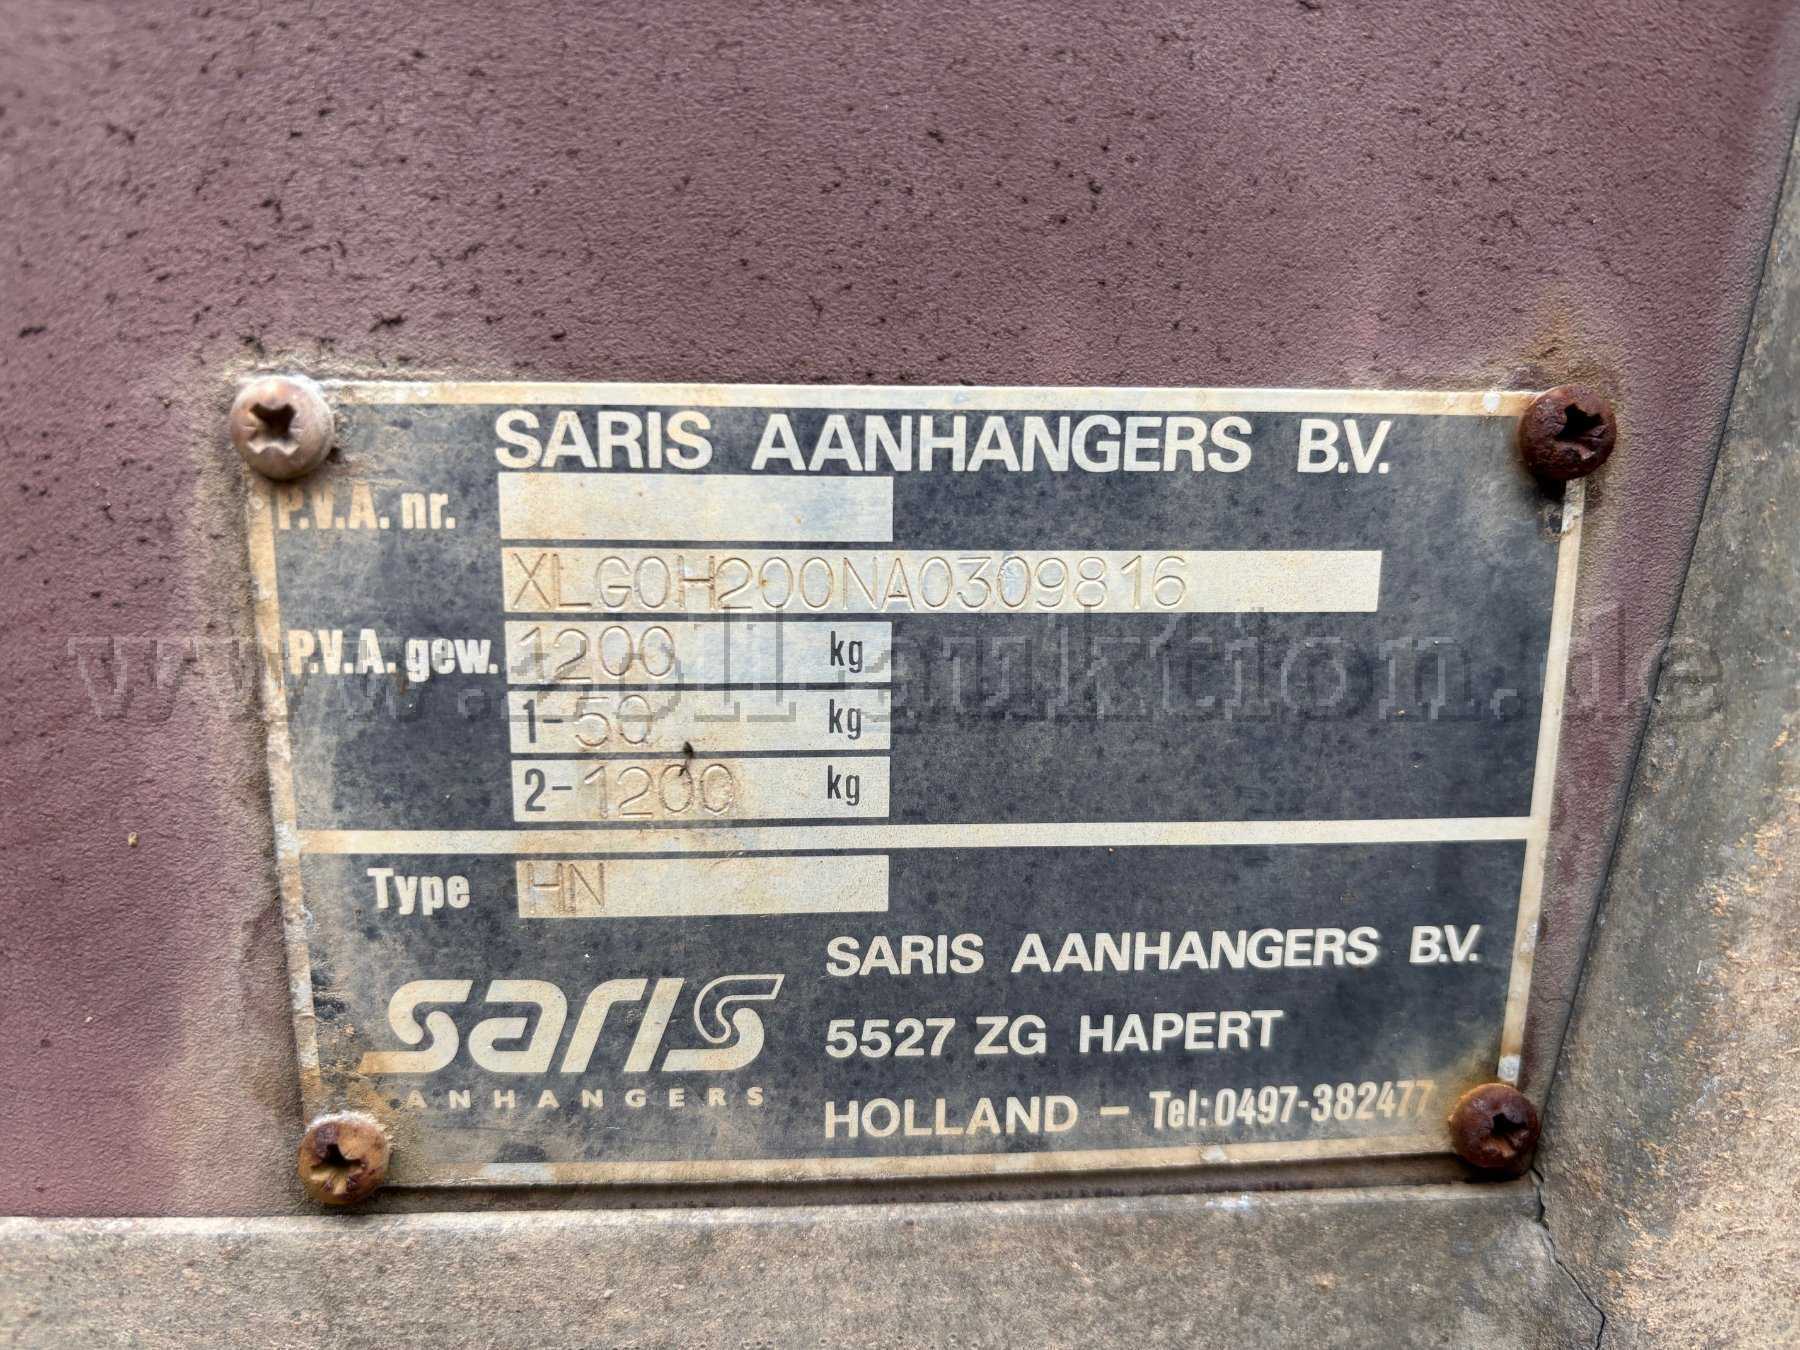 SARIS AANHANGERS B.V.
P.V.A. nr.
XLG0H200NA0309816
P.V.A. gew. 1200 kg
1-50 kg
2-1200 kg
Type HN
saris
AANHANGERS
SARIS AANHANGERS B.V.
5527 ZG HAPERT
HOLLAND – Tel: 0497-382477
www.zoll-auktion.de